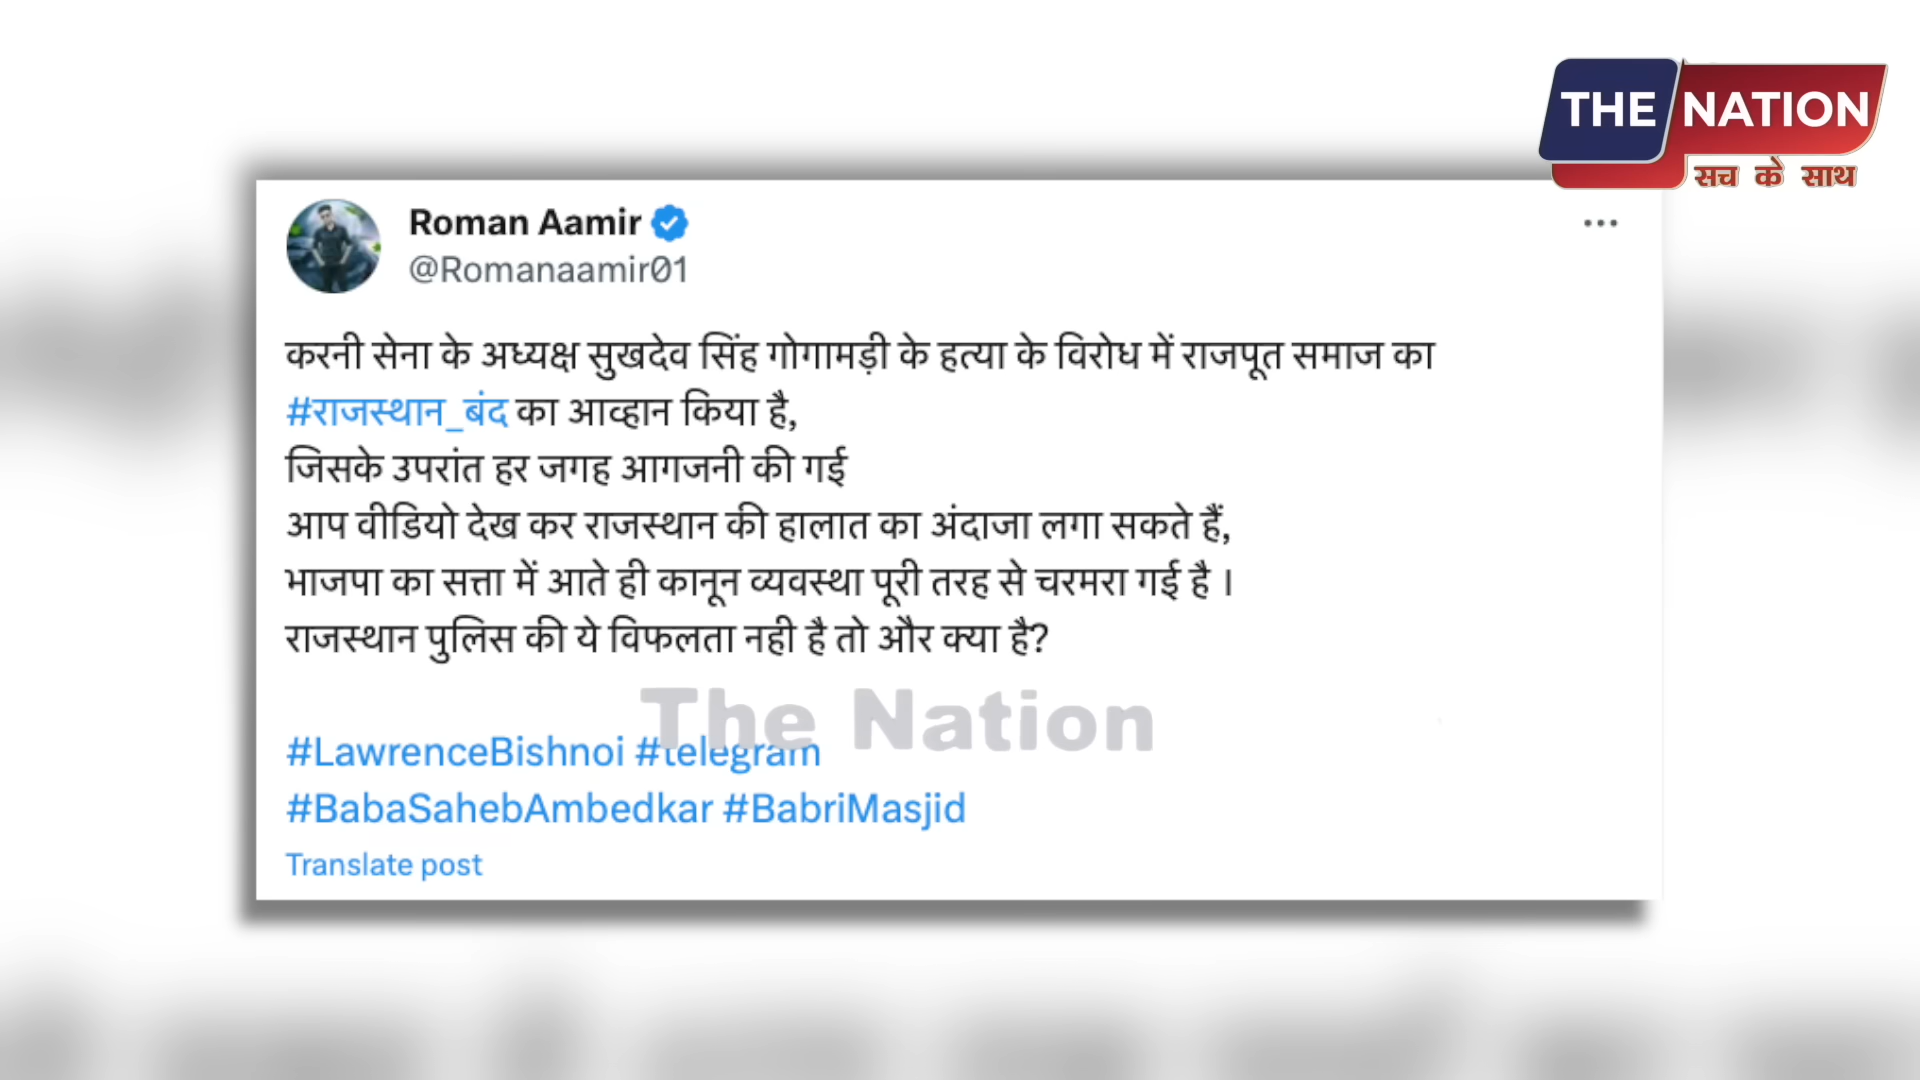 THE NATION
सच के साथ
Roman Aamir
@Romanaamir01
करनी सेना के अध्यक्ष सुखदेव सिंह गोगामड़ी के हत्या के विरोध में राजपूत समाज का
#राजस्थान_बंद का आव्हान किया है,
जिसके उपरांत हर जगह आगजनी की गई
आप वीडियो देख कर राजस्थान की हालात का अंदाजा लगा सकते हैं,
भाजपा का सत्ता में आते ही कानून व्यवस्था पूरी तरह से चरमरा गई है ।
राजस्थान पुलिस की ये विफलता नही है तो और क्या है?
The Nation
#LawrenceBishnoi #telegram
#BabaSahebAmbedkar #BabriMasjid
Translate post